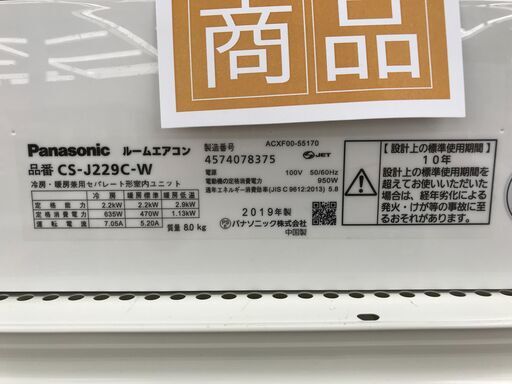 商品
Panasonic ルームエアコン
品番 CS-J229C-W
冷房・暖房兼用セパレート形室内ユニット
冷房 暖房標準 暖房低温
定格能力 2.2kW 2.2kW 2.9kW
定格消費電力 635W 470W 1.13kW
運転電流 7.05A 5.20A
質量 8.0kg
ACXF00-55170
製造番号
4574078375
JET
定格電圧 100V 50/60Hz
電動機の定格消費電力 950W
通年エネルギー消費効率(JIS C 9612:2013) 5.8
2019年製
パナソニック株式会社
中国製
【設計上の標準使用期間】
10年
設計上の標準使用期間を
超えてお使いいただいた
場合は、経年劣化による
発火・けが等の事故に至
るおそれがあります。